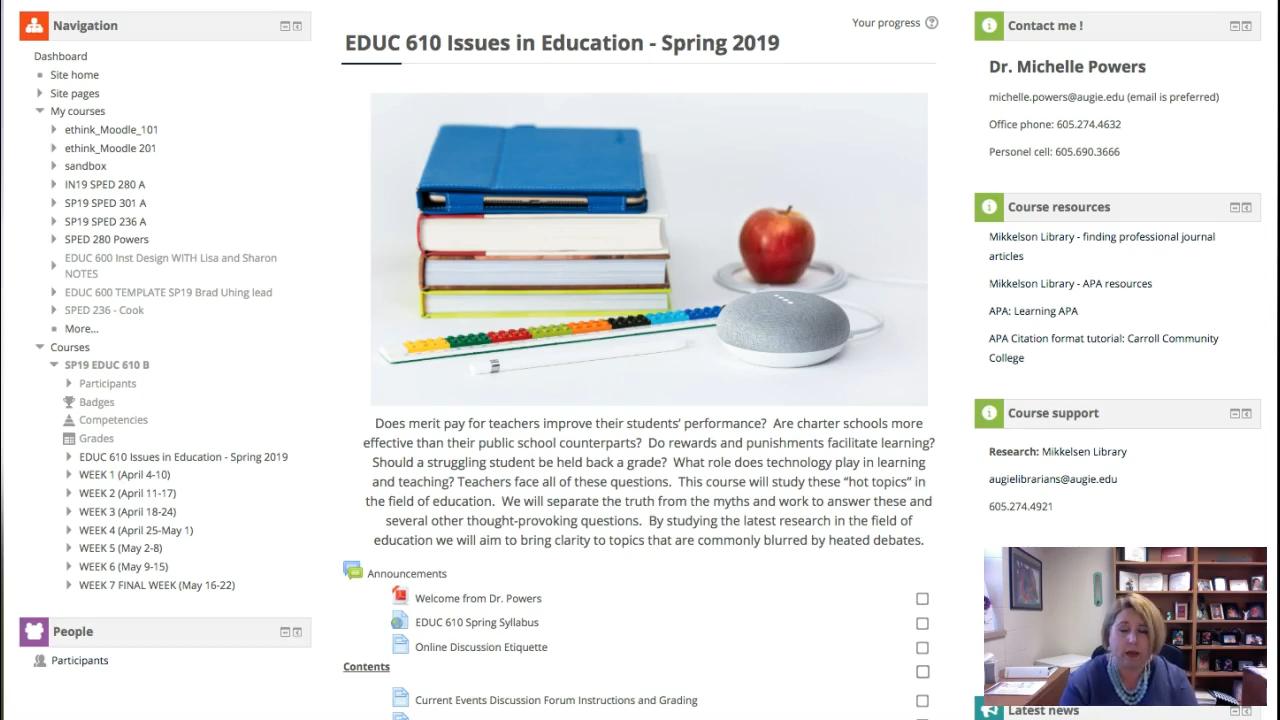 Navigation
Dashboard
Site home
Site pages
My courses
ethink_Moodle_101
ethink_Moodle 201
sandbox
IN19 SPED 280 A
SP19 SPED 301 A
SP19 SPED 236 A
SPED 280 Powers
EDUC 600 Inst Design WITH Lisa and Sharon
NOTES
EDUC 600 TEMPLATE SP19 Brad Uhing lead
SPED 236 - Cook
More...
Courses
SP19 EDUC 610 B
Participants
Badges
Competencies
Grades
EDUC 610 Issues in Education - Spring 2019
WEEK 1 (April 4-10)
WEEK 2 (April 11-17)
WEEK 3 (April 18-24)
WEEK 4 (April 25-May 1)
WEEK 5 (May 2-8)
WEEK 6 (May 9-15)
WEEK 7 FINAL WEEK (May 16-22)
People
Participants
Your progress
EDUC 610 Issues in Education - Spring 2019
Does merit pay for teachers improve their students' performance? Are charter schools more
effective than their public school counterparts? Do rewards and punishments facilitate learning?
Should a struggling student be held back a grade? What role does technology play in learning
and teaching? Teachers face all of these questions. This course will study these “hot topics” in
the field of education. We will separate the truth from the myths and work to answer these and
several other thought-provoking questions. By studying the latest research in the field of
education we will aim to bring clarity to topics that are commonly blurred by heated debates.
Announcements
Welcome from Dr. Powers
EDUC 610 Spring Syllabus
Online Discussion Etiquette
Contents
Current Events Discussion Forum Instructions and Grading
Contact me !
Dr. Michelle Powers
michelle.powers@augie.edu (email is preferred)
Office phone: 605.274.4632
Personel cell: 605.690.3666
Course resources
Mikkelson Library - finding professional journal
articles
Mikkelson Library - APA resources
APA: Learning APA
APA Citation format tutorial: Carroll Community
College
Course support
Research: Mikkelsen Library
augielibrarians@augie.edu
605.274.4921
Latest news